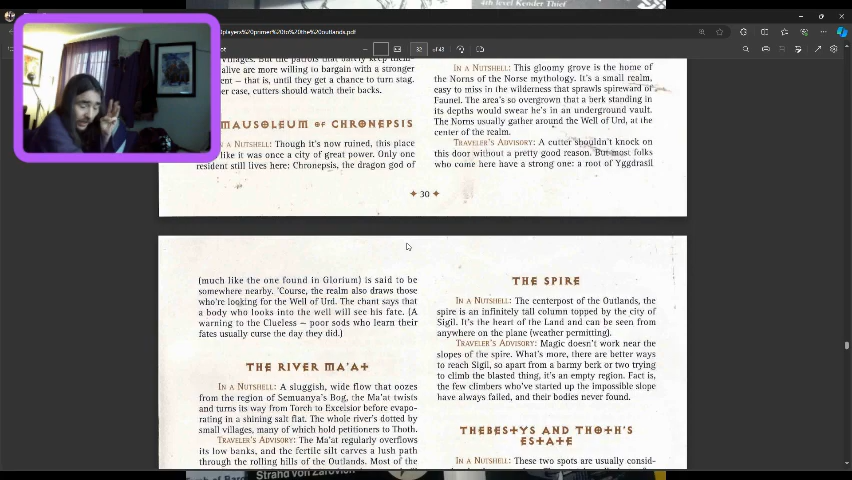 4th level Kender Thief
players%20primer%20to%20the%20outlands.pdf
32
of 43
villages. But the patrols that barely keep them-
alive are more willing to bargain with a stronger
ent — that is, until they get a chance to turn stag.
er case, cutters should watch their backs.
MAUSOLEUM OF CHRONEPSIS
IN A NUTSHELL: Though it's now ruined, this place
like it was once a city of great power. Only one
resident still lives here: Chronepsis, the dragon god of
IN A NUTSHELL: This gloomy grove is the home of
the Norns of the Norse mythology. It's a small realm,
easy to miss in the wilderness that sprawls spireward of
Faunel. The area's so overgrown that a berk standing in
its depths would swear he's in an underground vault.
The Norns usually gather around the Well of Urd, at the
center of the realm.
TRAVELER'S ADVISORY: A cutter shouldn't knock on
this door without a pretty good reason. But most folks
who come here have a strong one: a root of Yggdrasil
30
(much like the one found in Glorium) is said to be
somewhere nearby. 'Course, the realm also draws those
who're looking for the Well of Urd. The chant says that
a body who looks into the well will see his fate. (A
warning to the Clueless — poor sods who learn their
fates usually curse the day they did.)
THE RIVER MA'AT
IN A NUTSHELL: A sluggish, wide flow that oozes
from the region of Semuanya's Bog, the Ma'at twists
and turns its way from Torch to Excelsior before evapo-
rating in a shining salt flat. The whole river's dotted by
small villages, many of which hold petitioners to Thoth.
TRAVELER'S ADVISORY: The Ma'at regularly overflows
its low banks, and the fertile silt carves a lush path
through the rolling hills of the Outlands. Most of the
THE SPIRE
IN A NUTSHELL: The centerpost of the Outlands, the
spire is an infinitely tall column topped by the city of
Sigil. It's the heart of the Land and can be seen from
anywhere on the plane (weather permitting).
TRAVELER'S ADVISORY: Magic doesn't work near the
slopes of the spire. What's more, there are better ways
to reach Sigil, so apart from a barmy berk or two trying
to climb the blasted thing, it's an empty region. Fact is,
the few climbers who've started up the impossible slope
have always failed, and their bodies never found.
THEBESTYS AND THOTH'S
ESTATE
IN A NUTSHELL: These two spots are usually consid-
Strahd Von Zarovich